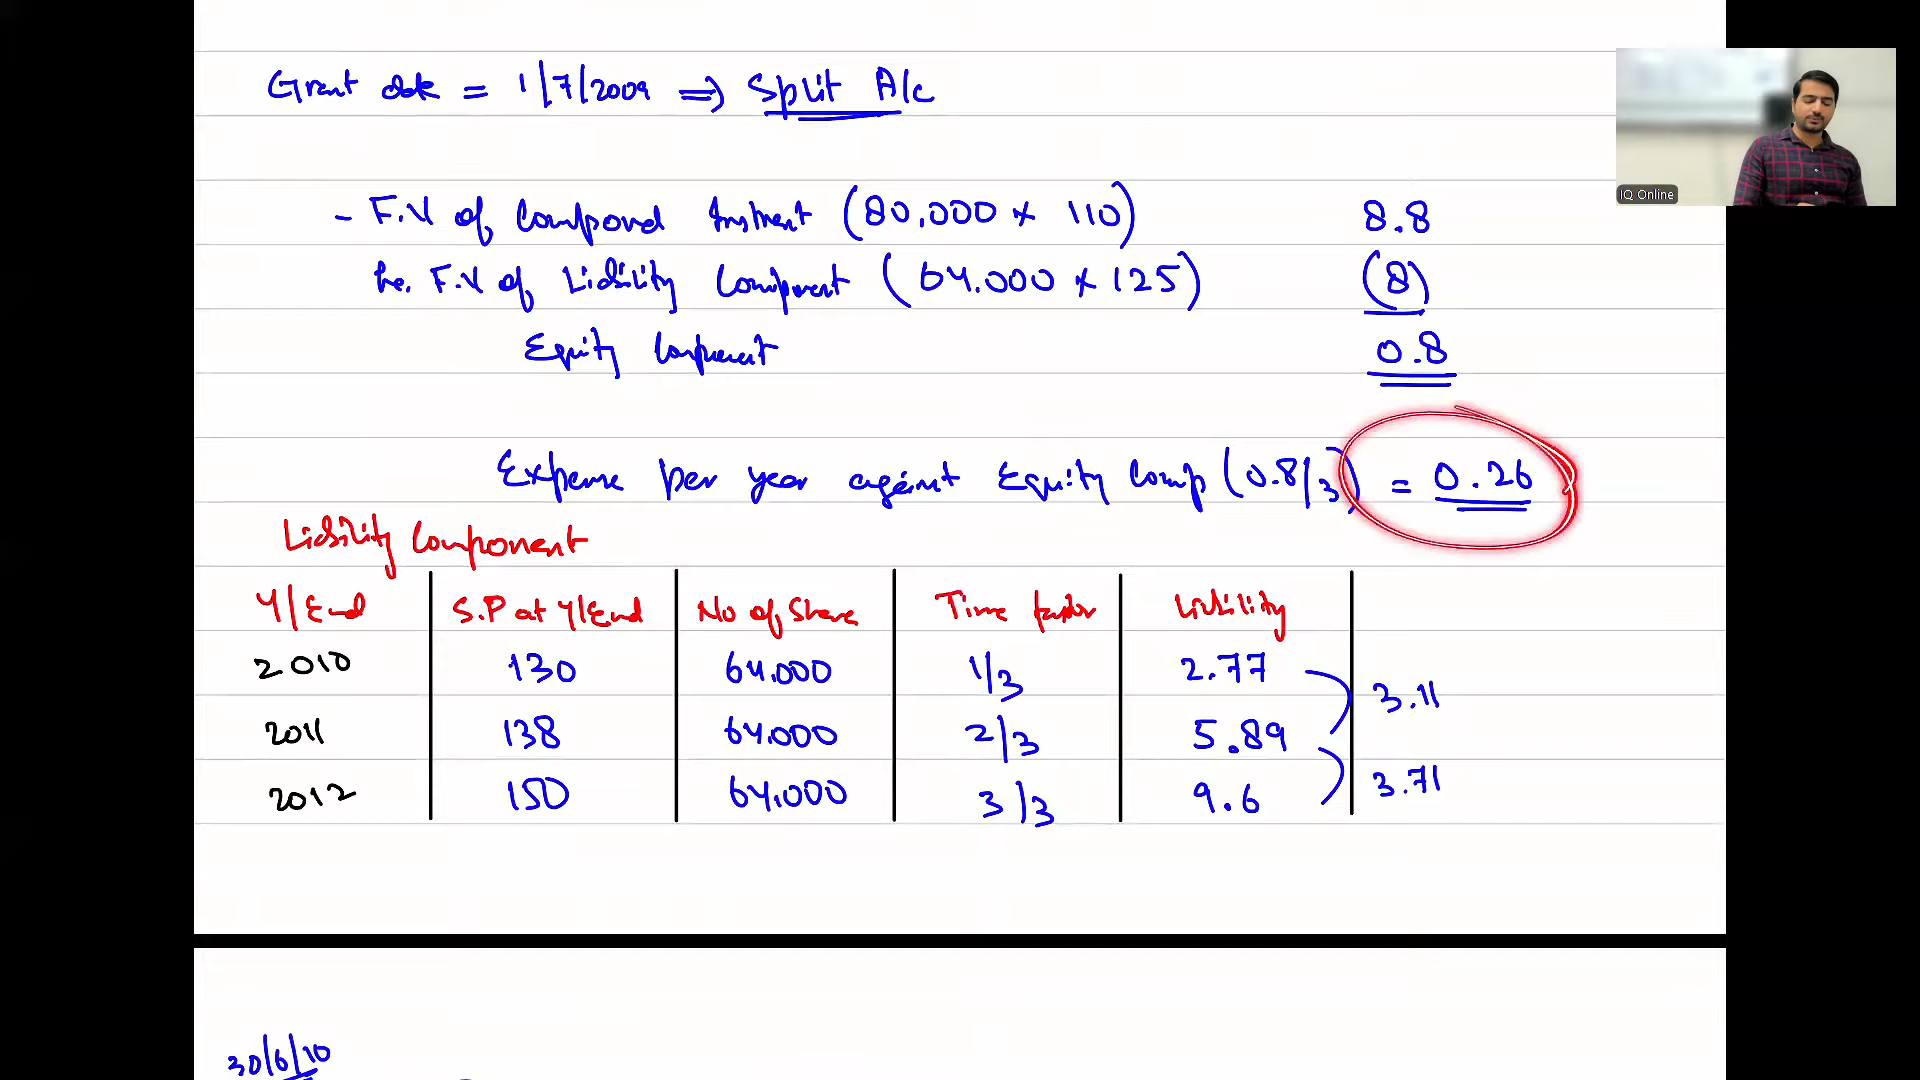 Grant date = 1/7/2009 ⇒ Split A/c
IQ Online
- F.V of Compound Instrment (80,000 × 110) 8.8
F.V of Liability Component (64,000 × 125) (8)
Equity Component 0.8
Expense per year against Equity Comp (0.8/3) = 0.26
Liability Component
Y/End S.P at Y/End No of Share Time factor Liability
2010 130 64,000 1/3 2.77
3.11
2011 138 64,000 2/3 5.89
3.71
2012 150 64,000 3/3 9.6
30/6/10